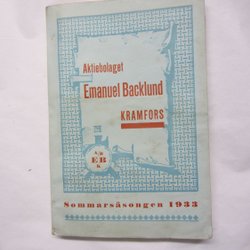 Aktiebolaget
Emanuel Backlund
KRAMFORS
A/B
EB
K.
Sommarsäsongen 1933